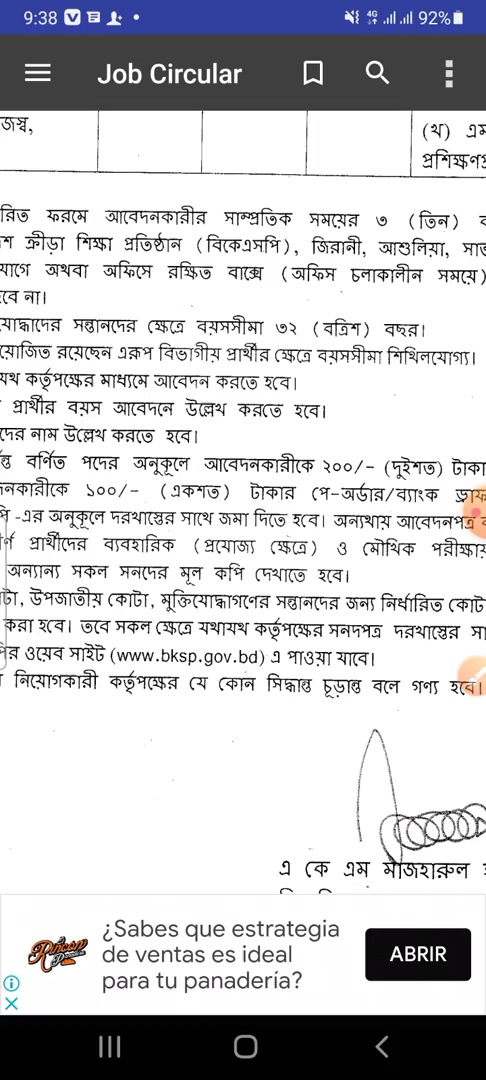 9:38
4G
92%
Job Circular
জস্ব,
(খ) এম
প্রশিক্ষণপ্র
রিত ফরমে আবেদনকারীর সাম্প্রতিক সময়ের ৩ (তিন) ক
শ ক্রীড়া শিক্ষা প্রতিষ্ঠান (বিকেএসপি), জিরানী, আশুলিয়া, সাভ
যাগে অথবা অফিসে রক্ষিত বাক্সে (অফিস চলাকালীন সময়ে)
হবে না।
যোদ্ধাদের সন্তানদের ক্ষেত্রে বয়সসীমা ৩২ (বত্রিশ) বছর।
য়োজিত রয়েছেন এরূপ বিভাগীয় প্রার্থীর ক্ষেত্রে বয়সসীমা শিথিলযোগ্য।
যথ কর্তৃপক্ষের মাধ্যমে আবেদন করতে হবে।
প্রার্থীর বয়স আবেদনে উল্লেখ করতে হবে।
দের নাম উল্লেখ করতে হবে।
ন্ত বর্ণিত পদের অনুকূলে আবেদনকারীকে ২০০/- (দুইশত) টাকা
দনকারীকে ১০০/- (একশত) টাকার পে-অর্ডার/ব্যাংক ড্রাফ
পি -এর অনুকূলে দরখাস্তের সাথে জমা দিতে হবে। অন্যথায় আবেদনপত্র
র্ণ প্রার্থীদের ব্যবহারিক (প্রযোজ্য ক্ষেত্রে) ও মৌখিক পরীক্ষায়
অন্যান্য সকল সনদের মূল কপি দেখাতে হবে।
টা, উপজাতীয় কোটা, মুক্তিযোদ্ধাগণের সন্তানদের জন্য নির্ধারিত কোট
করা হবে। তবে সকল ক্ষেত্রে যথাযথ কর্তৃপক্ষের সনদপত্র দরখাস্তের সা
পির ওয়েব সাইট (www.bksp.gov.bd) এ পাওয়া যাবে।
নিয়োগকারী কর্তৃপক্ষের যে কোন সিদ্ধান্ত চূড়ান্ত বলে গণ্য হবে।
এ কে এম মাজহারুল
¿Sabes que estrategia
de ventas es ideal
para tu panadería?
ABRIR